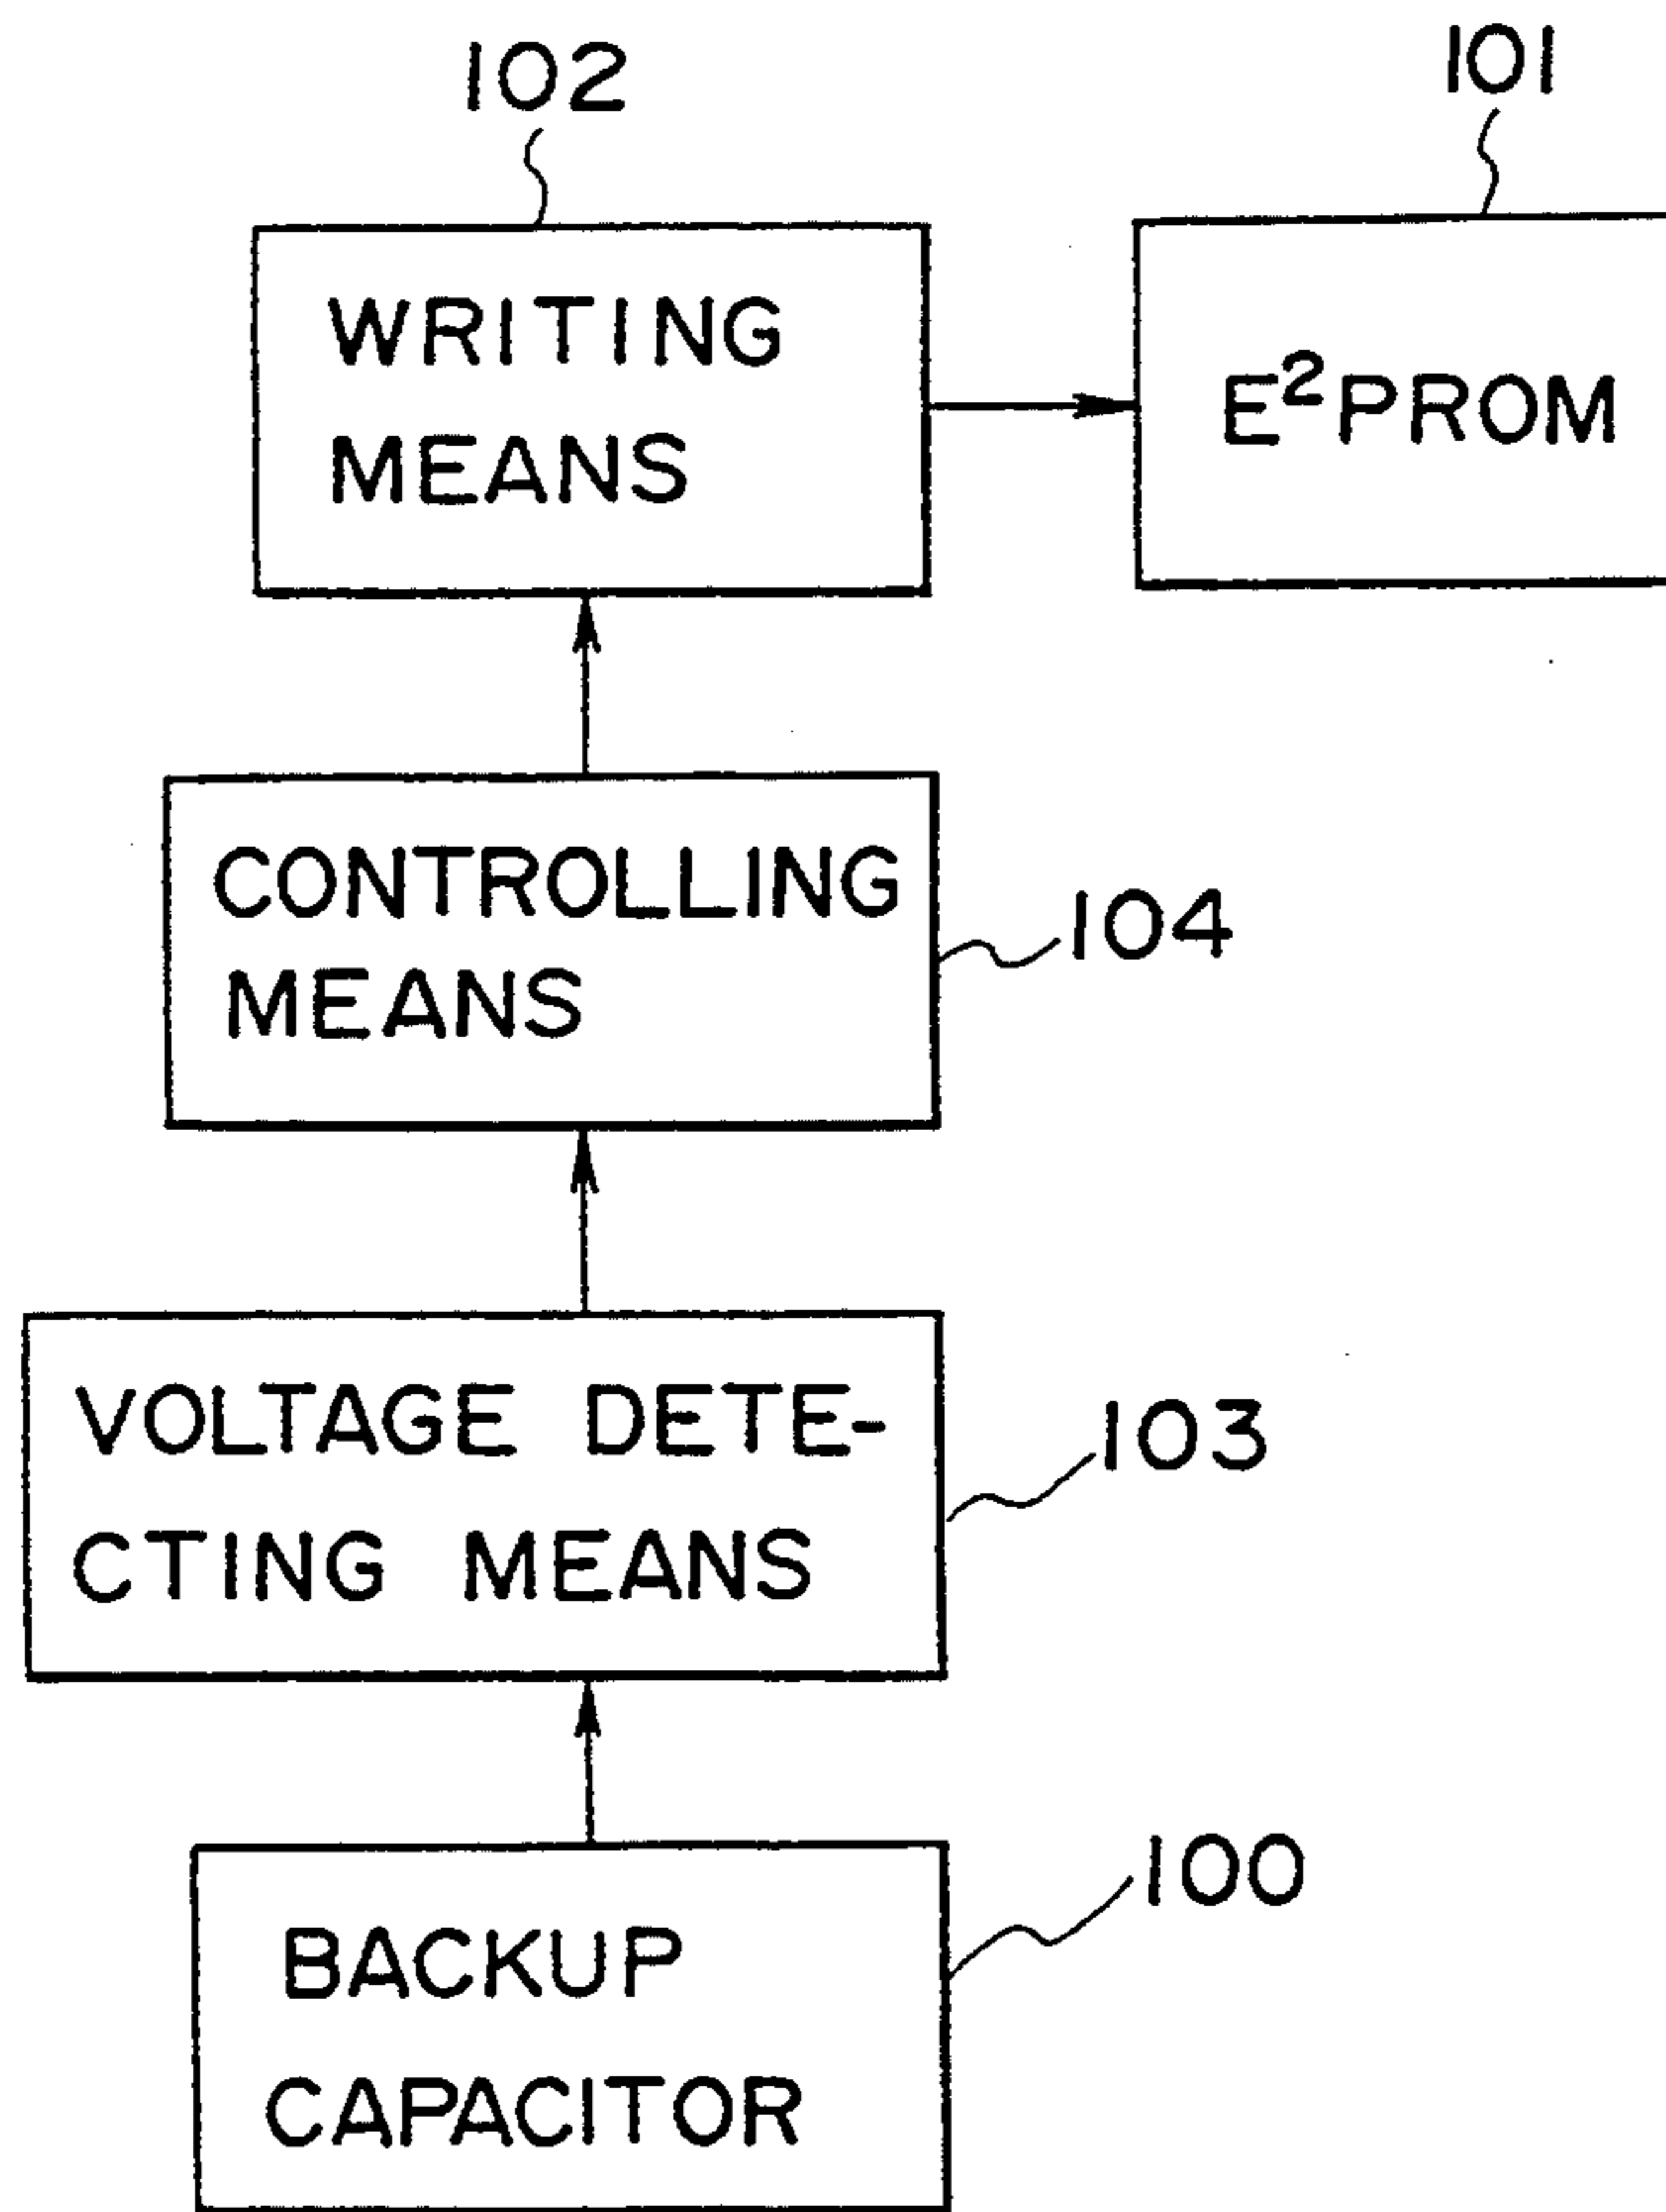 102
101
WRITING
MEANS
E²PROM
CONTROLLING
MEANS
104
VOLTAGE DETE-
CTING MEANS
103
100
BACKUP
CAPACITOR